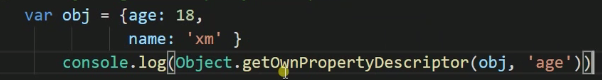 var obj = {age: 18,
name: 'xm' }
console.log(Object.getOwnPropertyDescriptor(obj, 'age'))